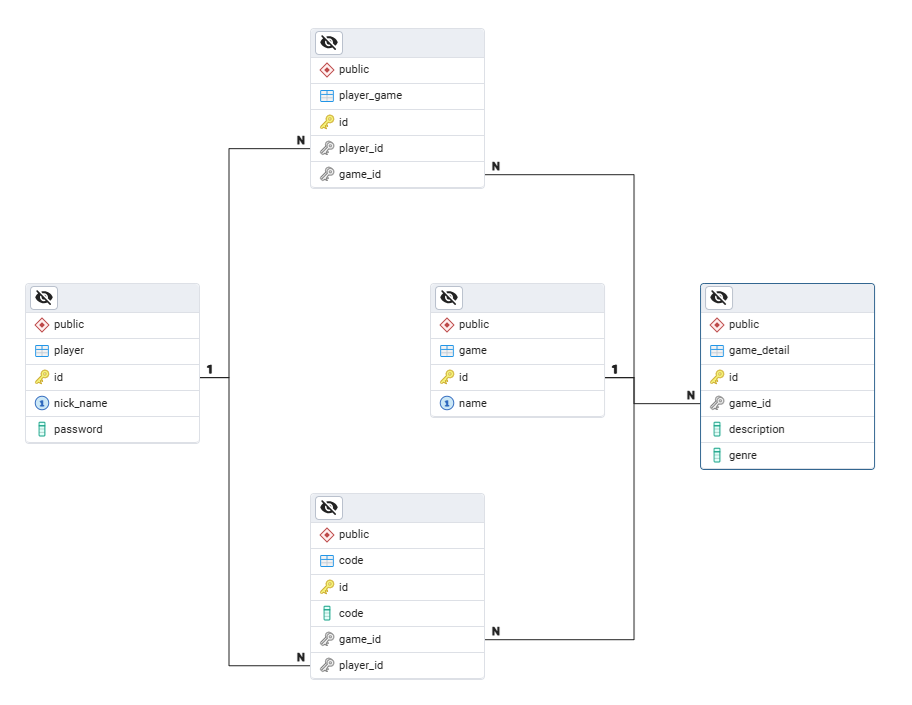 public
player_game
id
N
player_id
game_id
N
public
player
id
1
nick_name
password
public
game
id
1
name
public
game_detail
id
N
game_id
description
genre
public
code
id
code
game_id
N
N
player_id